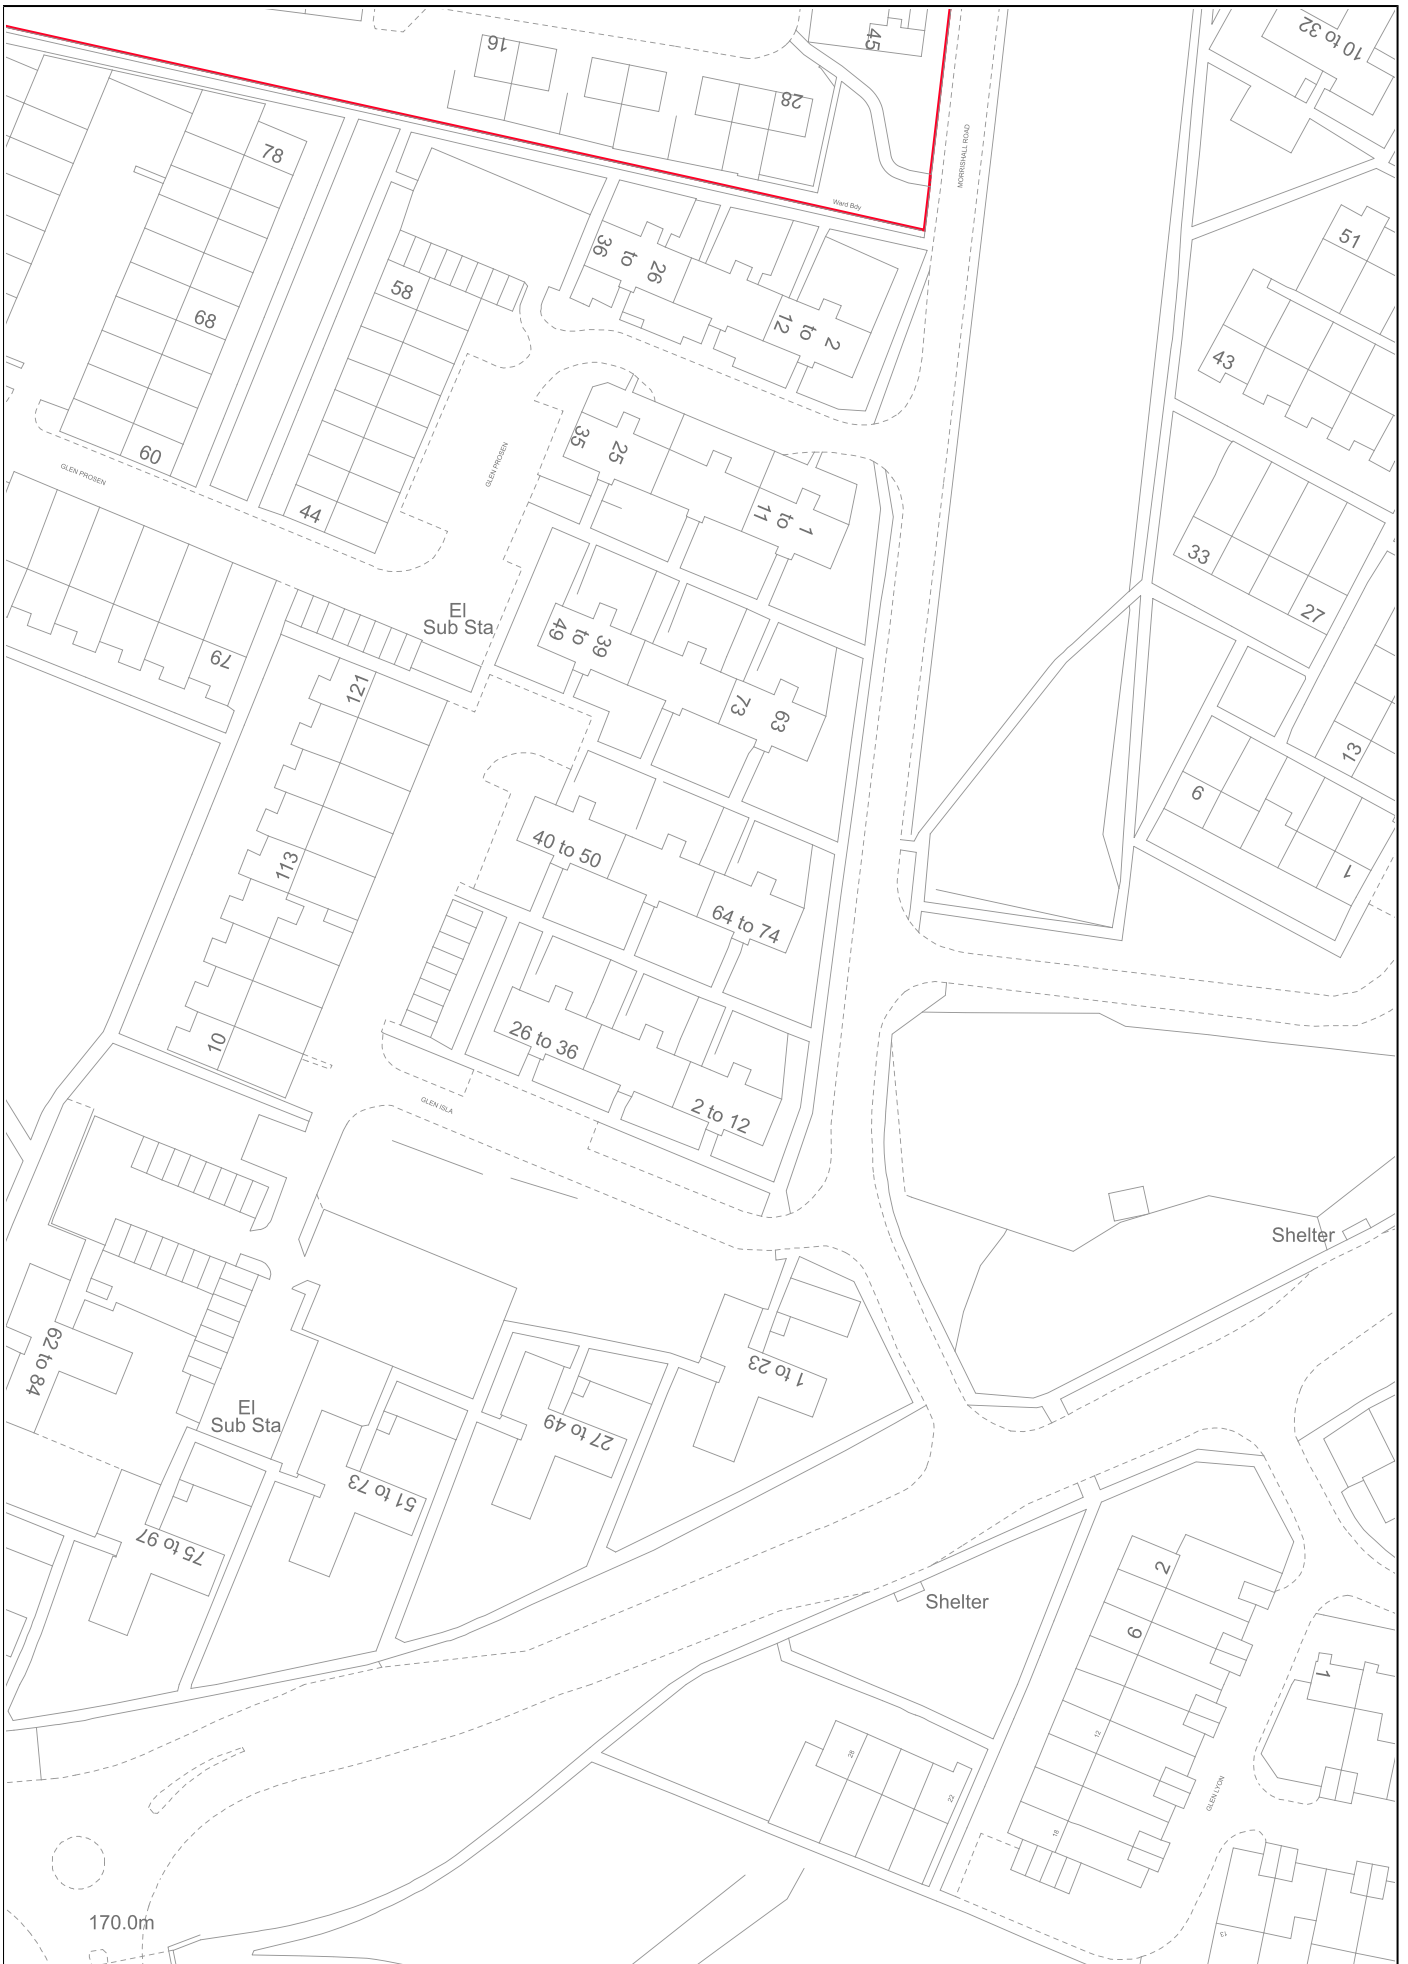 16
45
10 to 32
28
MORRISHALL ROAD
78
Ward Bdy
36
to
26
51
58
12
to
2
68
43
35
25
60
GLEN PROSEN
GLEN PROSEN
44
11
to
1
33
27
El
Sub Sta
49
to
39
79
121
73
63
13
9
40 to 50
113
1
64 to 74
26 to 36
10
GLEN ISLA
2 to 12
Shelter
62 to 84
1 to 23
El
Sub Sta
27 to 49
51 to 73
75 to 97
2
Shelter
6
1
12
28
22
GLEN LYON
18
170.0m
13